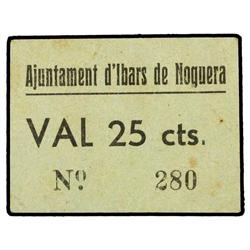 Ajuntament d'Ibars de Noguera
VAL 25 cts.
Nº 280